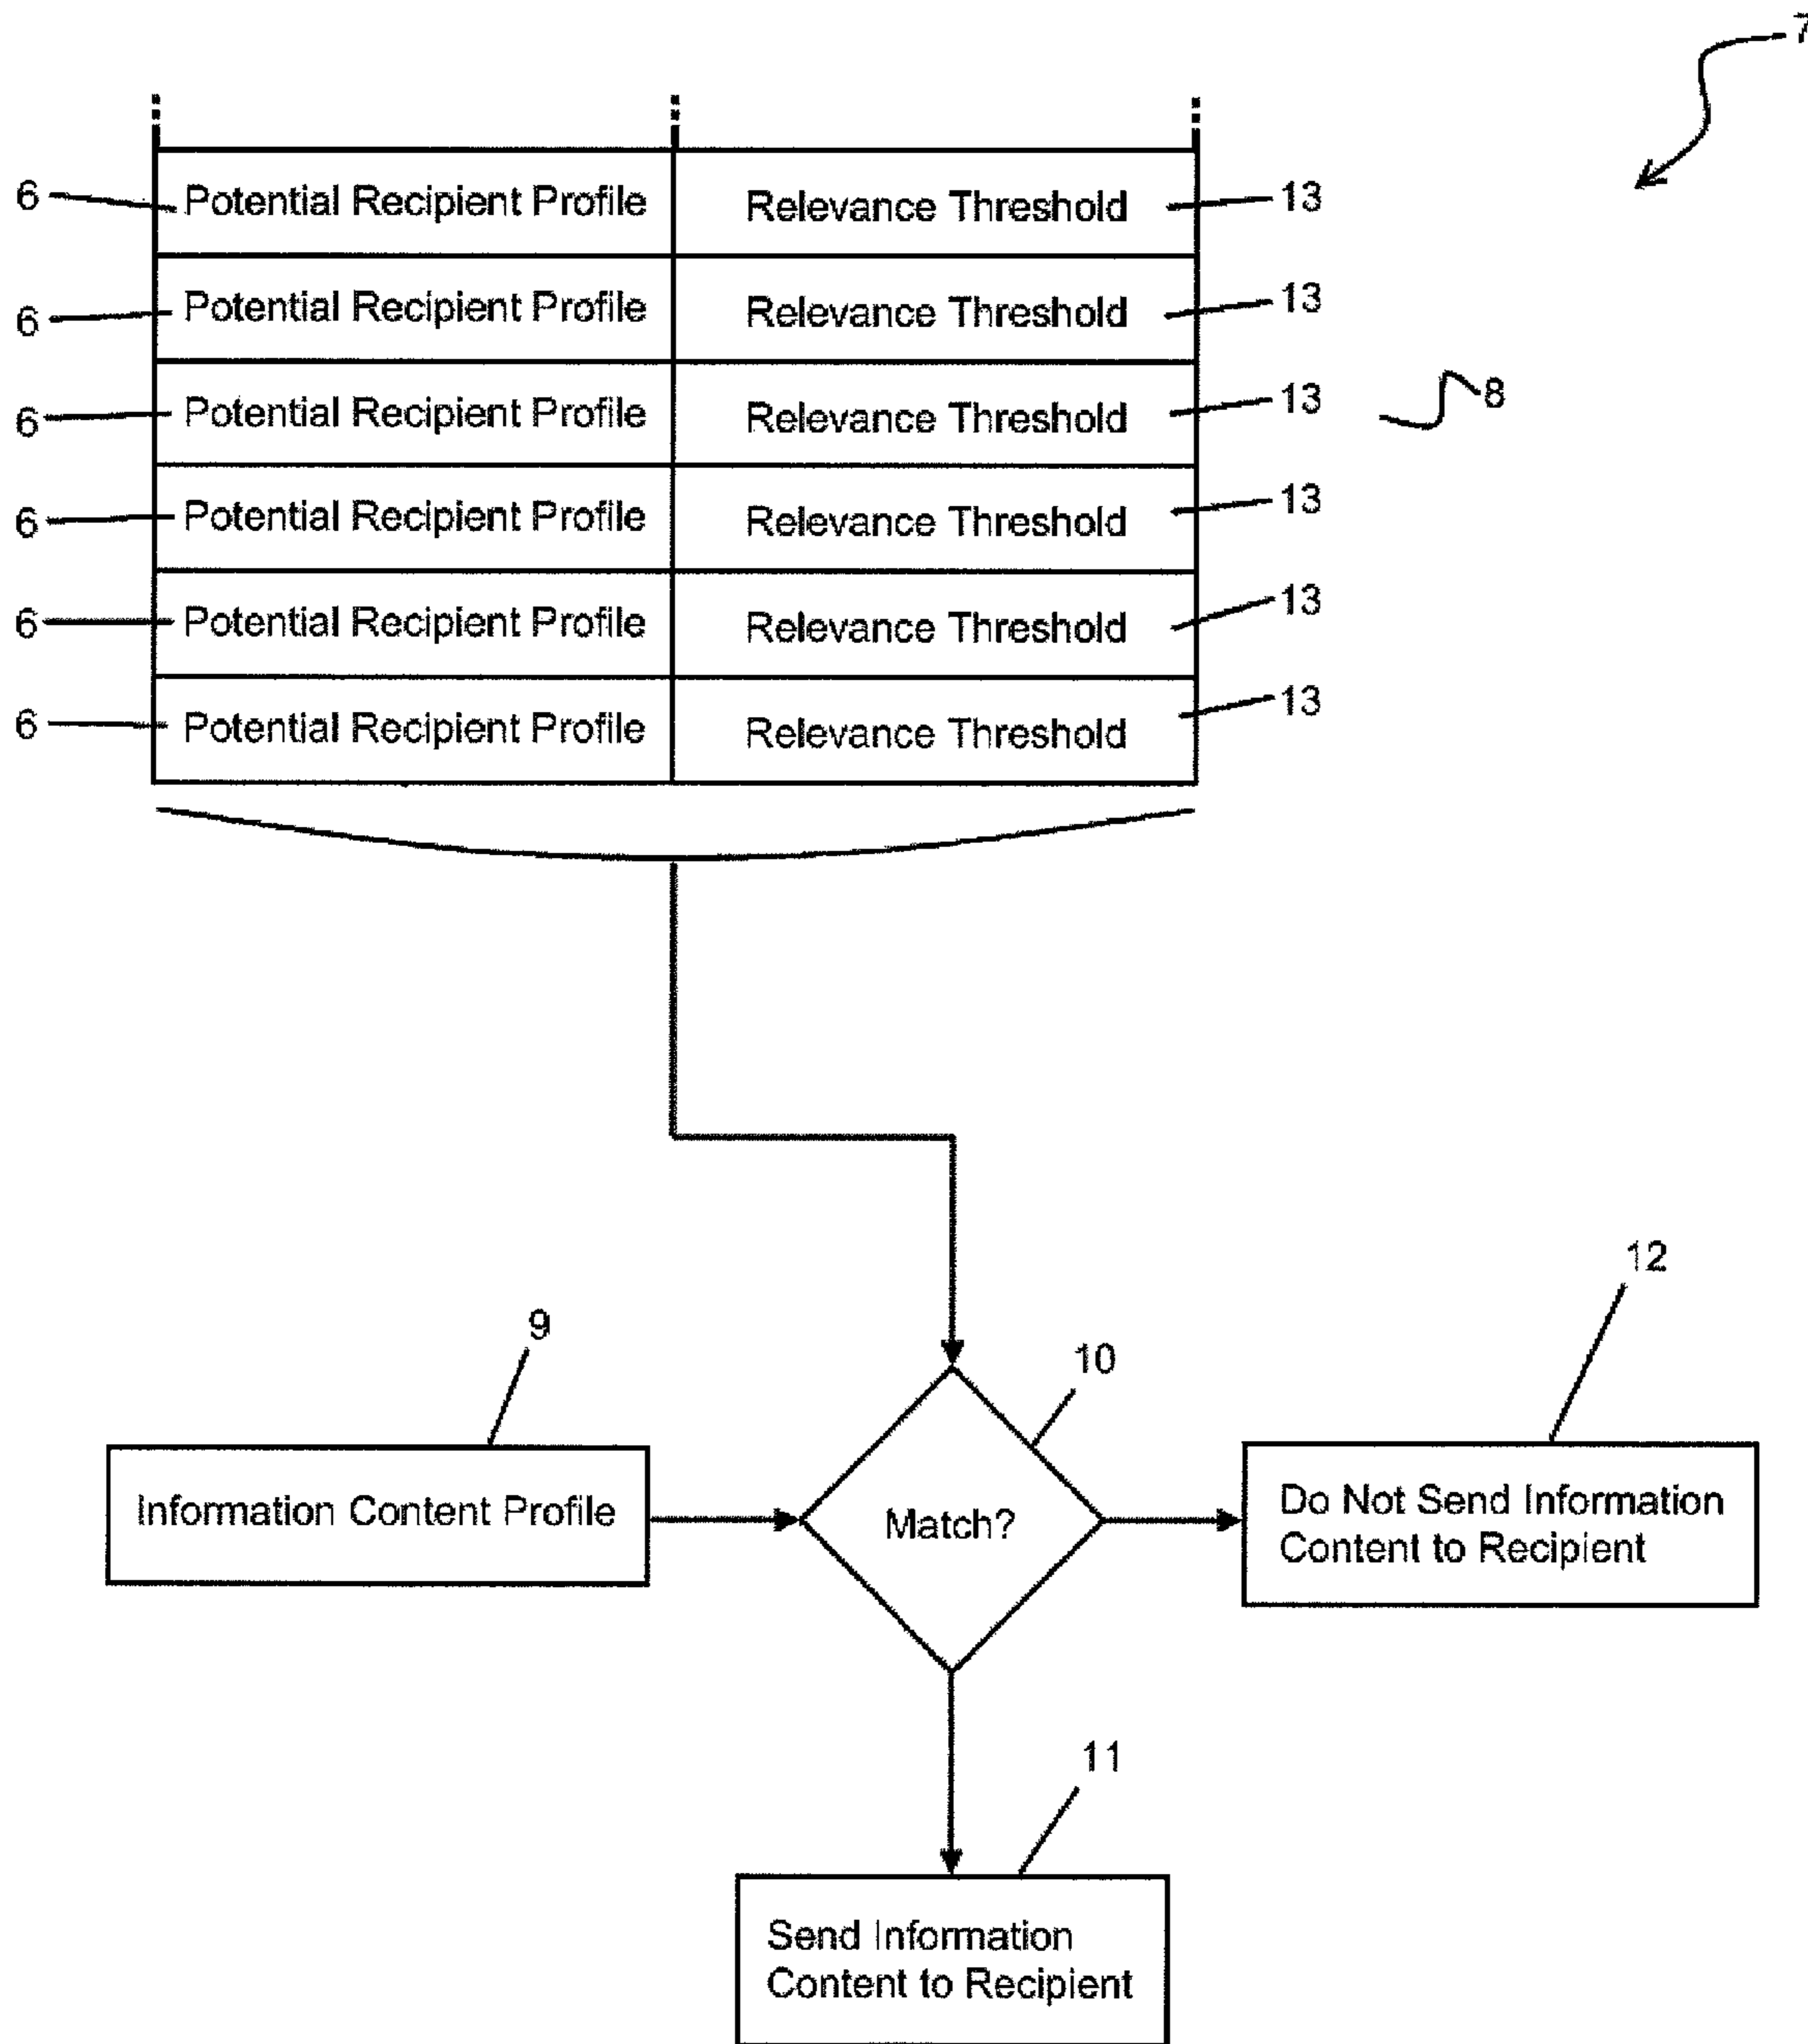 7
6 Potential Recipient Profile Relevance Threshold 13
6 Potential Recipient Profile Relevance Threshold 13
6 Potential Recipient Profile Relevance Threshold 13
8
6 Potential Recipient Profile Relevance Threshold 13
6 Potential Recipient Profile Relevance Threshold 13
6 Potential Recipient Profile Relevance Threshold 13
12
9
10
Information Content Profile
Match?
Do Not Send Information
Content to Recipient
11
Send Information
Content to Recipient